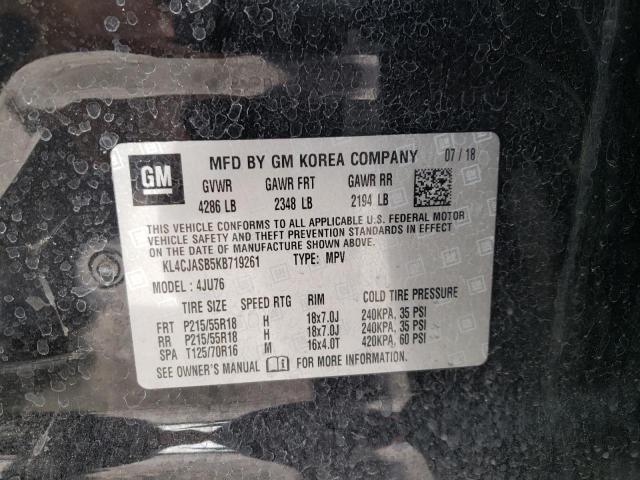 GM MFD BY GM KOREA COMPANY 07/18
GVWR GAWR FRT GAWR RR
4286 LB 2348 LB 2194 LB
THIS VEHICLE CONFORMS TO ALL APPLICABLE U.S. FEDERAL MOTOR
VEHICLE SAFETY AND THEFT PREVENTION STANDARDS IN EFFECT
ON THE DATE OF MANUFACTURE SHOWN ABOVE.
KL4CJASB5KB719261 TYPE: MPV
MODEL: 4JU76
TIRE SIZE SPEED RTG RIM COLD TIRE PRESSURE
FRT P215/55R18 H 18x7.0J 240KPA, 35 PSI
RR P215/55R18 H 18x7.0J 240KPA, 35 PSI
SPA T125/70R16 M 16x4.0T 420KPA, 60 PSI
SEE OWNER'S MANUAL FOR MORE INFORMATION.